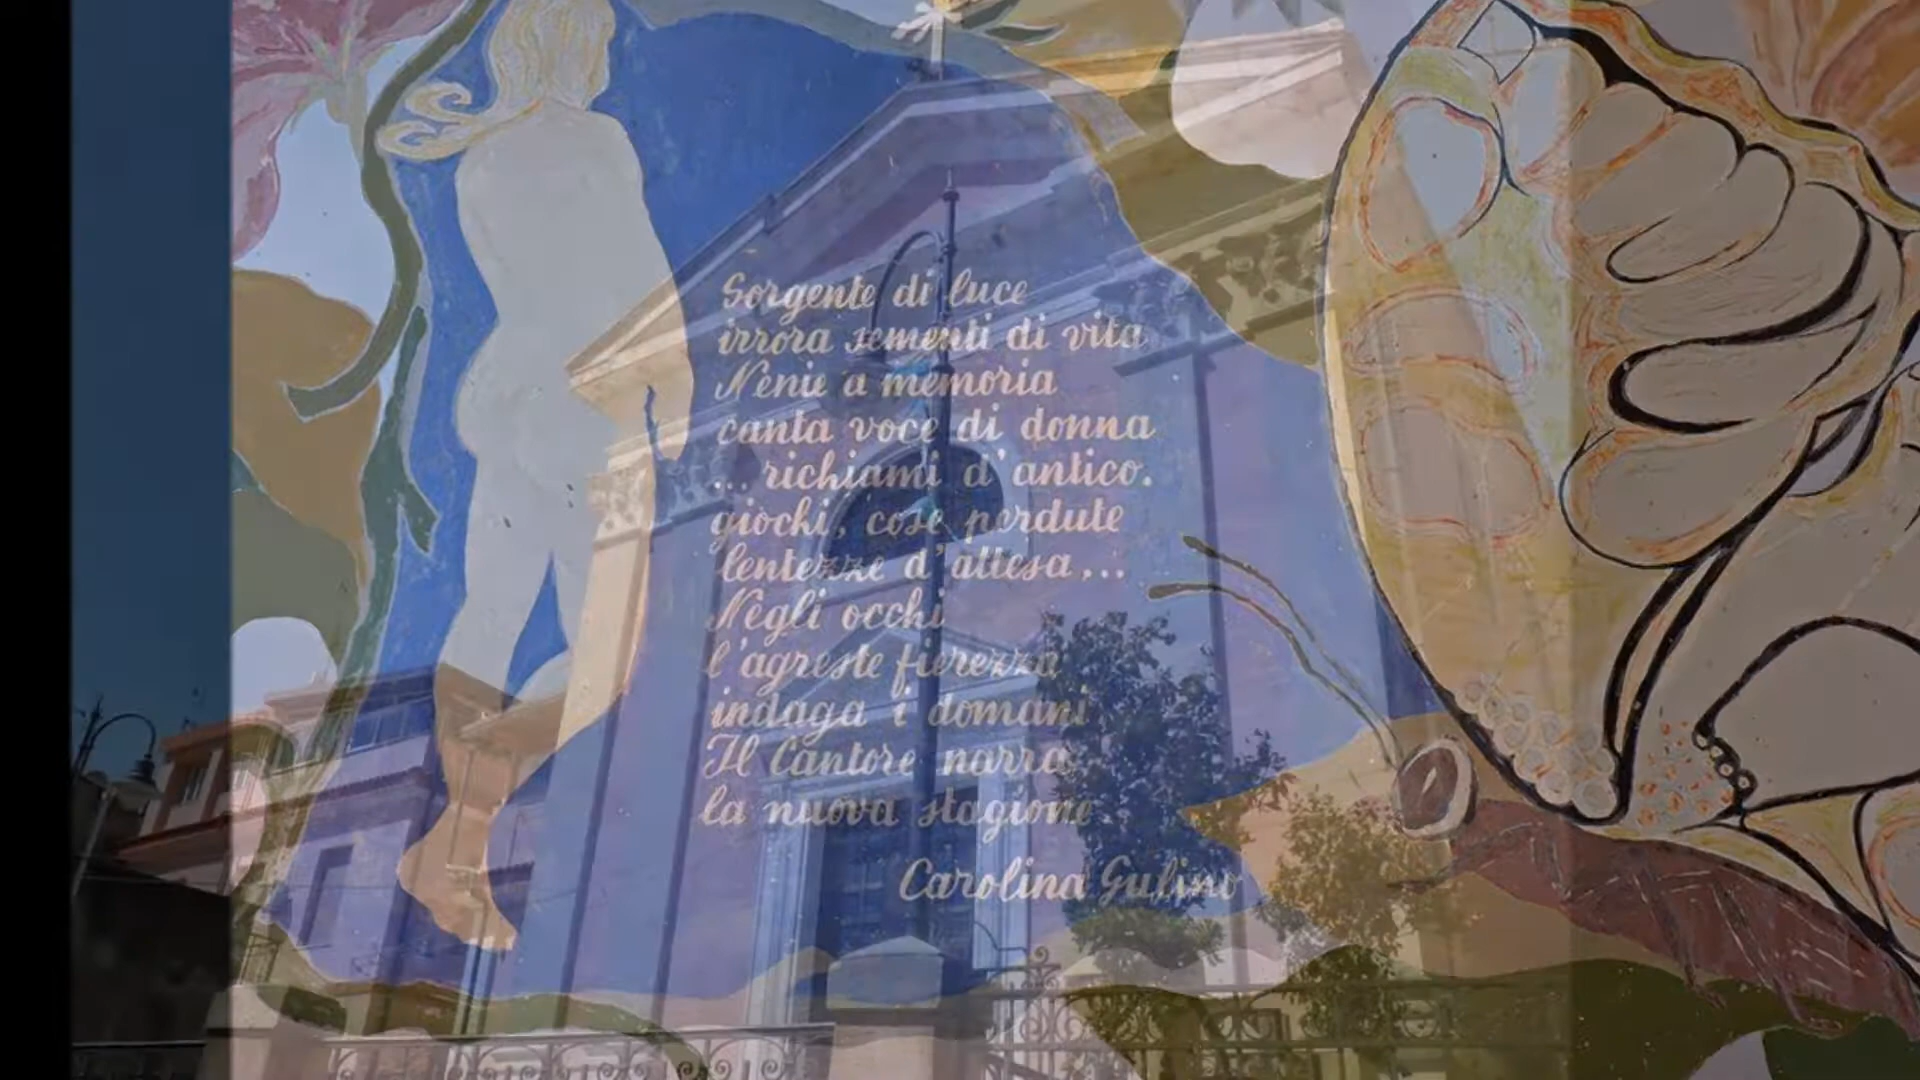 Sorgente di luce
irrora sementi di vita
Nenie a memoria
canta voce di donna
... richiami d'antico.
giochi, cose perdute
lentezze d'attesa...
Negli occhi
l'agreste fierezza
indaga i domani
Il Cantore narra
la nuova stagione.
Carolina Gulino